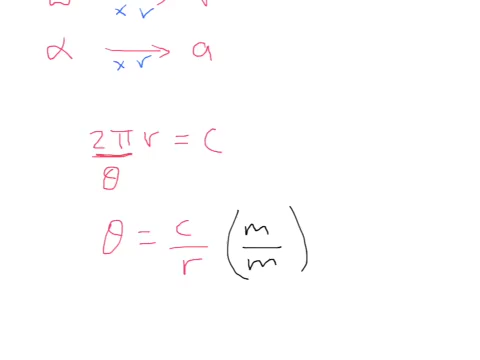 x r
α → a
x r
2π r = C
θ
θ = c/r (m/m)